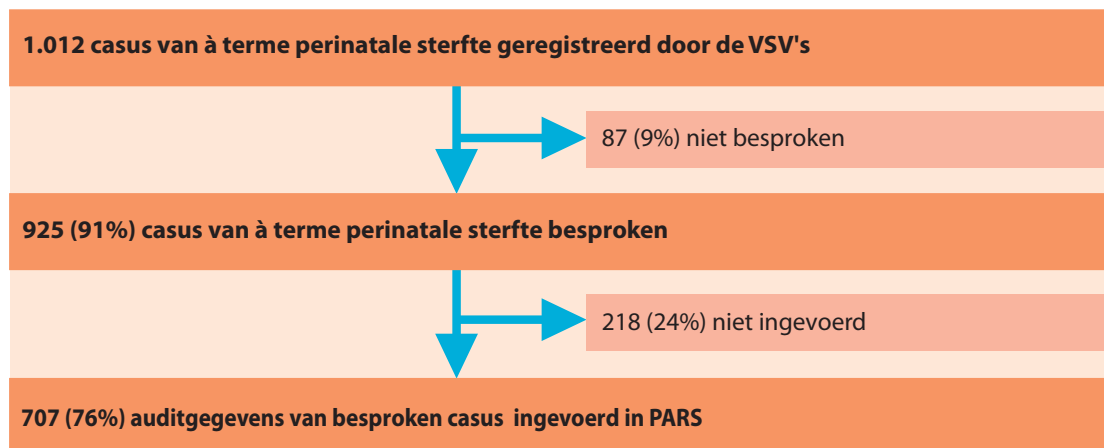 1.012 casus van à terme perinatale sterfte geregistreerd door de VSV's
87 (9%) niet besproken
925 (91%) casus van à terme perinatale sterfte besproken
218 (24%) niet ingevoerd
707 (76%) auditgegevens van besproken casus ingevoerd in PARS